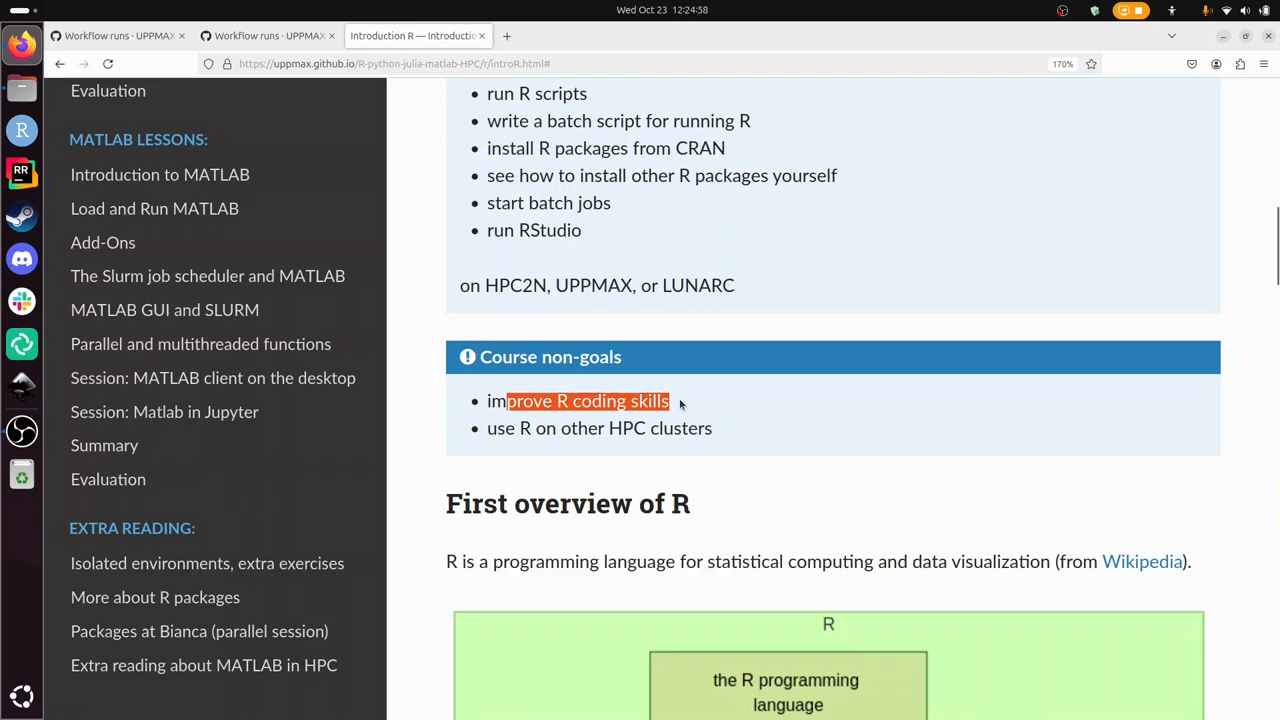 Wed Oct 23 12:24:58
Workflow runs · UPPMAX
Workflow runs · UPPMAX
Introduction R — Introductio
https://uppmax.github.io/R-python-julia-matlab-HPC/r/introR.html#
170%
Evaluation
MATLAB LESSONS:
Introduction to MATLAB
Load and Run MATLAB
Add-Ons
The Slurm job scheduler and MATLAB
MATLAB GUI and SLURM
Parallel and multithreaded functions
Session: MATLAB client on the desktop
Session: Matlab in Jupyter
Summary
Evaluation
EXTRA READING:
Isolated environments, extra exercises
More about R packages
Packages at Bianca (parallel session)
Extra reading about MATLAB in HPC
• run R scripts
• write a batch script for running R
• install R packages from CRAN
• see how to install other R packages yourself
• start batch jobs
• run RStudio
on HPC2N, UPPMAX, or LUNARC
Course non-goals
• improve R coding skills
• use R on other HPC clusters
First overview of R
R is a programming language for statistical computing and data visualization (from Wikipedia).
R
the R programming
language
R
RR